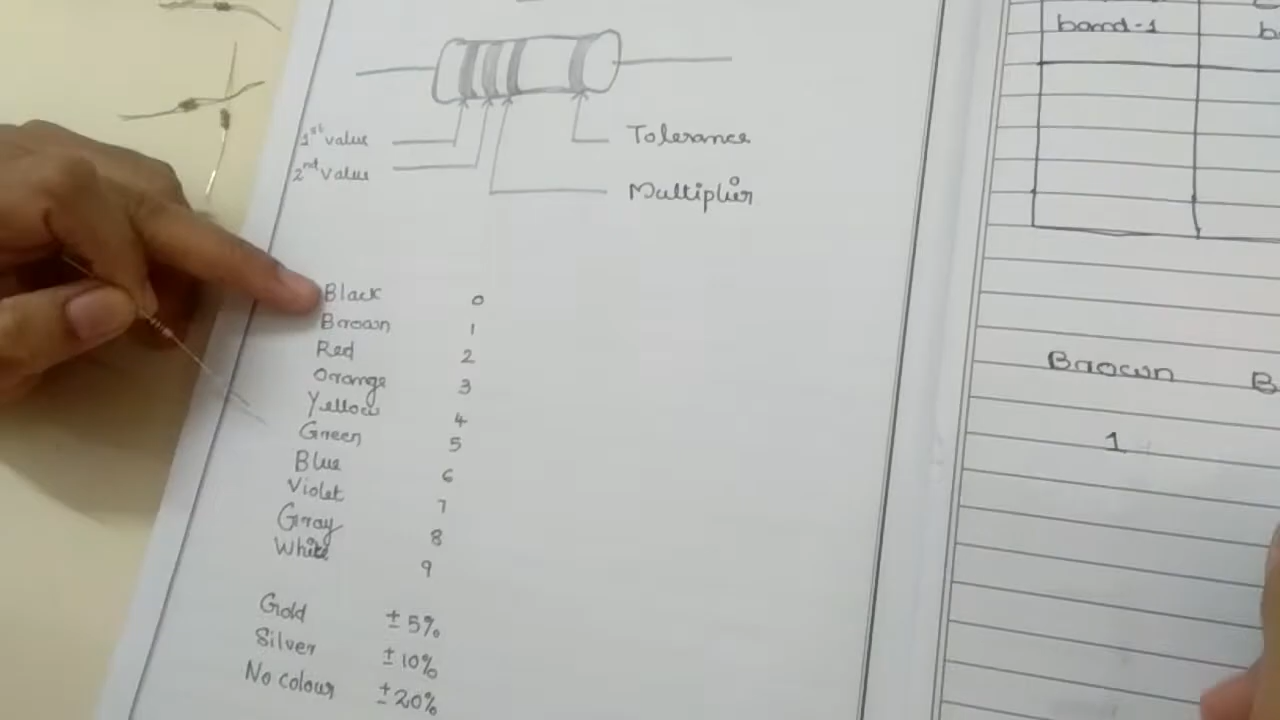 1st value
2nd value
Tolerance
Multiplier
Black 0
Brown 1
Red 2
Orange 3
Yellow 4
Green 5
Blue 6
Violet 7
Gray 8
White 9
Gold ± 5%
Silver ± 10%
No colour ± 20%
band-1 b
Brown B
1